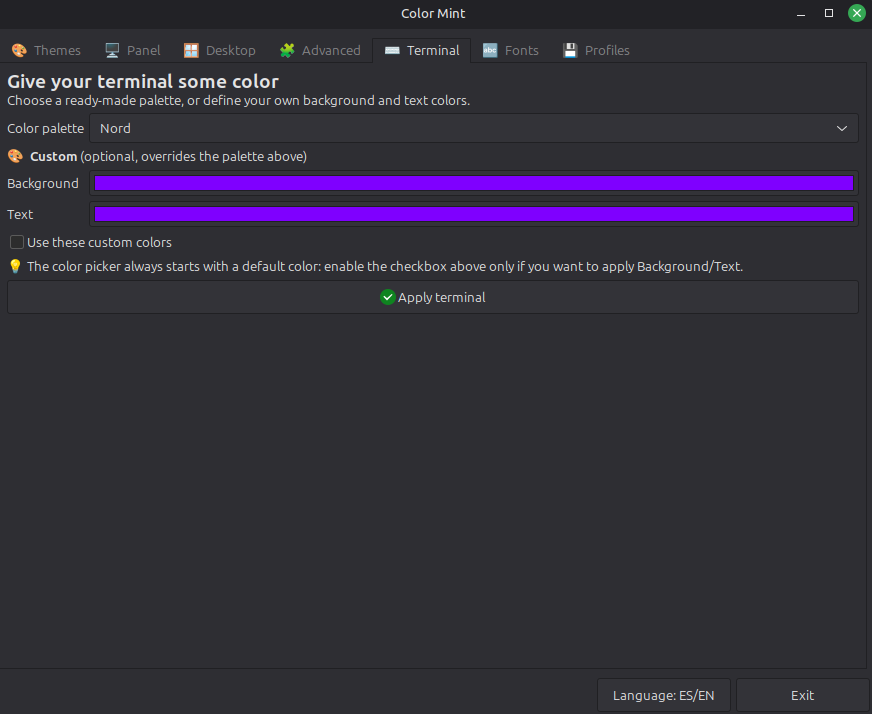 Color Mint
Themes Panel Desktop Advanced Terminal abc Fonts Profiles
Give your terminal some color
Choose a ready-made palette, or define your own background and text colors.
Color palette Nord
Custom (optional, overrides the palette above)
Background
Text
Use these custom colors
The color picker always starts with a default color: enable the checkbox above only if you want to apply Background/Text.
Apply terminal
Language: ES/EN Exit